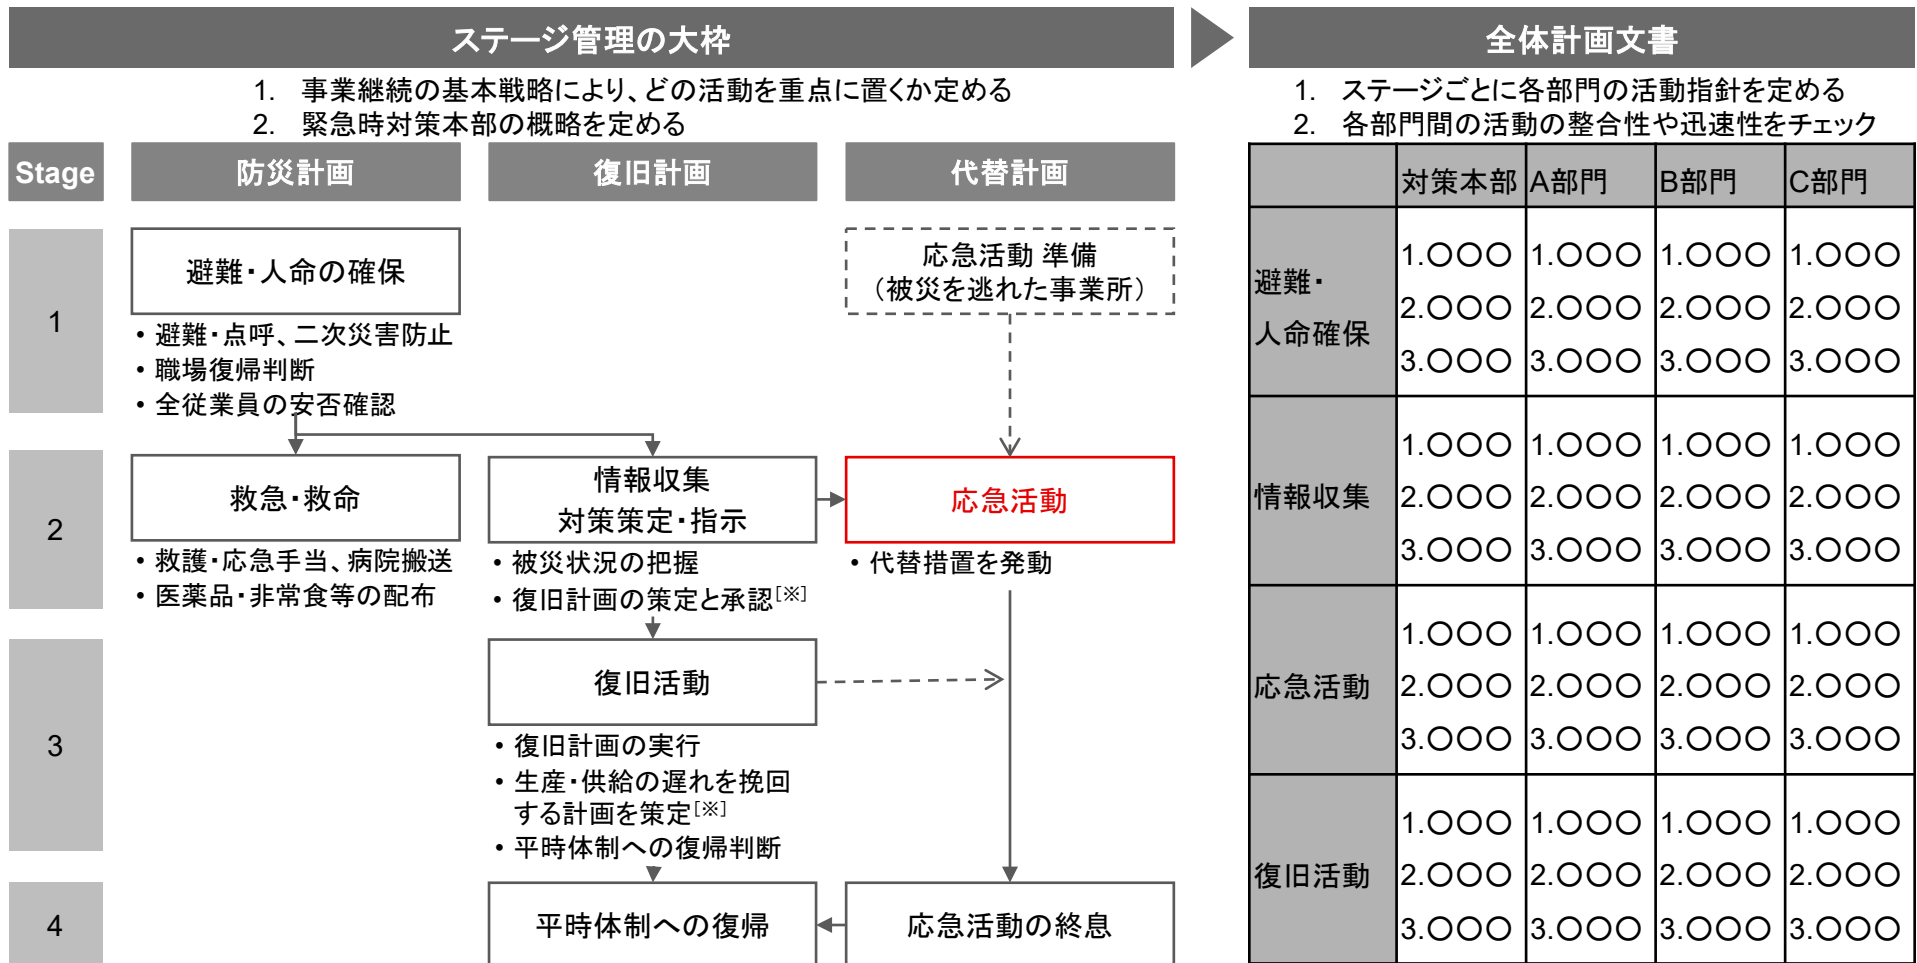 ステージ管理の大枠
1. 事業継続の基本戦略により、どの活動を重点に置くか定める
2. 緊急時対策本部の概略を定める
Stage
防災計画
復旧計画
代替計画
1
避難・人命の確保
・避難・点呼、二次災害防止
・職場復帰判断
・全従業員の安否確認
応急活動 準備
（被災を逃れた事業所）
2
救急・救命
・救護・応急手当、病院搬送
・医薬品・非常食等の配布
情報収集
対策策定・指示
・被災状況の把握
・復旧計画の策定と承認[※]
応急活動
・代替措置を発動
3
復旧活動
・復旧計画の実行
・生産・供給の遅れを挽回
する計画を策定[※]
・平時体制への復帰判断
4
平時体制への復帰
応急活動の終息
全体計画文書
1. ステージごとに各部門の活動指針を定める
2. 各部門間の活動の整合性や迅速性をチェック
対策本部 A部門 B部門 C部門
避難・
人命確保
1.〇〇〇 1.〇〇〇 1.〇〇〇 1.〇〇〇
2.〇〇〇 2.〇〇〇 2.〇〇〇 2.〇〇〇
3.〇〇〇 3.〇〇〇 3.〇〇〇 3.〇〇〇
情報収集
1.〇〇〇 1.〇〇〇 1.〇〇〇 1.〇〇〇
2.〇〇〇 2.〇〇〇 2.〇〇〇 2.〇〇〇
3.〇〇〇 3.〇〇〇 3.〇〇〇 3.〇〇〇
応急活動
1.〇〇〇 1.〇〇〇 1.〇〇〇 1.〇〇〇
2.〇〇〇 2.〇〇〇 2.〇〇〇 2.〇〇〇
3.〇〇〇 3.〇〇〇 3.〇〇〇 3.〇〇〇
復旧活動
1.〇〇〇 1.〇〇〇 1.〇〇〇 1.〇〇〇
2.〇〇〇 2.〇〇〇 2.〇〇〇 2.〇〇〇
3.〇〇〇 3.〇〇〇 3.〇〇〇 3.〇〇〇